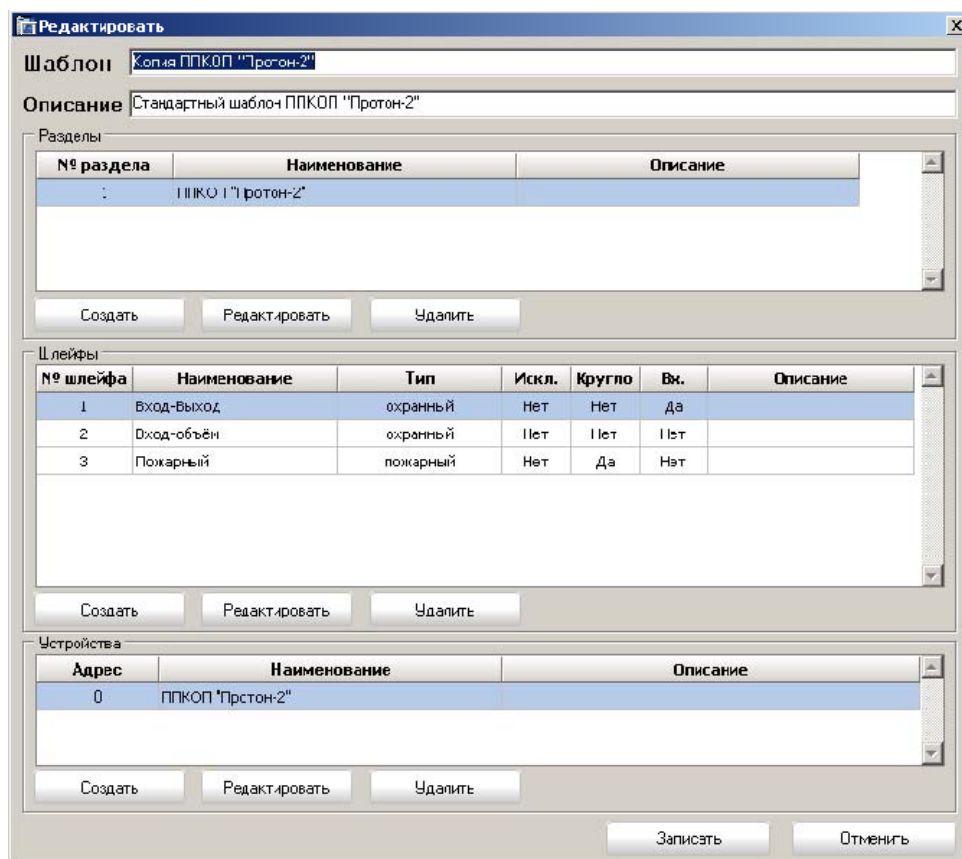 Редактировать
Шаблон Копия ППКОП "Протон-2"
Описание Стандартный шаблон ППКОП "Протон-2"
Разделы
№ раздела Наименование Описание
1 ППКОП "Протон-2"
Создать Редактировать Удалить
Шлейфы
№ шлейфа Наименование Тип Искл. Кругло Вх. Описание
1 Вход-Выход охранный Нет Нет Да
2 Вход-объём охранный Нет Нет Нет
3 Пожарный пожарный Нет Да Нет
Создать Редактировать Удалить
Устройства
Адрес Наименование Описание
0 ППКОП "Протон-2"
Создать Редактировать Удалить
Записать Отменить